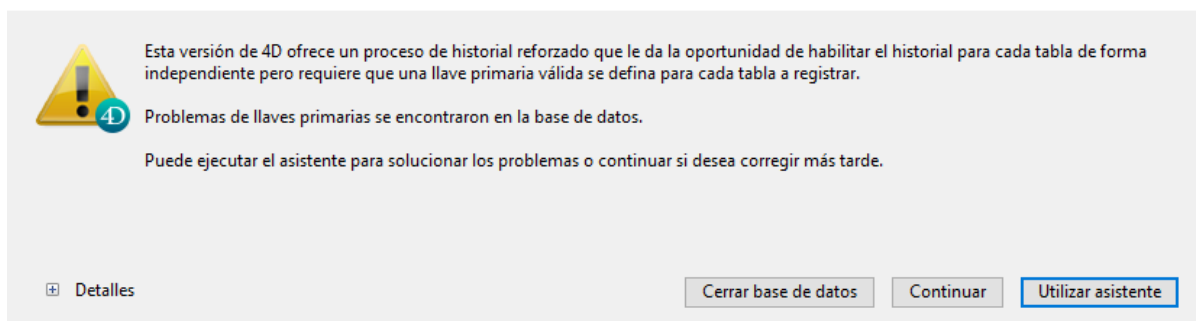 Esta versión de 4D ofrece un proceso de historial reforzado que le da la oportunidad de habilitar el historial para cada tabla de forma
independiente pero requiere que una llave primaria válida se defina para cada tabla a registrar.
Problemas de llaves primarias se encontraron en la base de datos.
Puede ejecutar el asistente para solucionar los problemas o continuar si desea corregir más tarde.
4D
Detalles
Cerrar base de datos
Continuar
Utilizar asistente